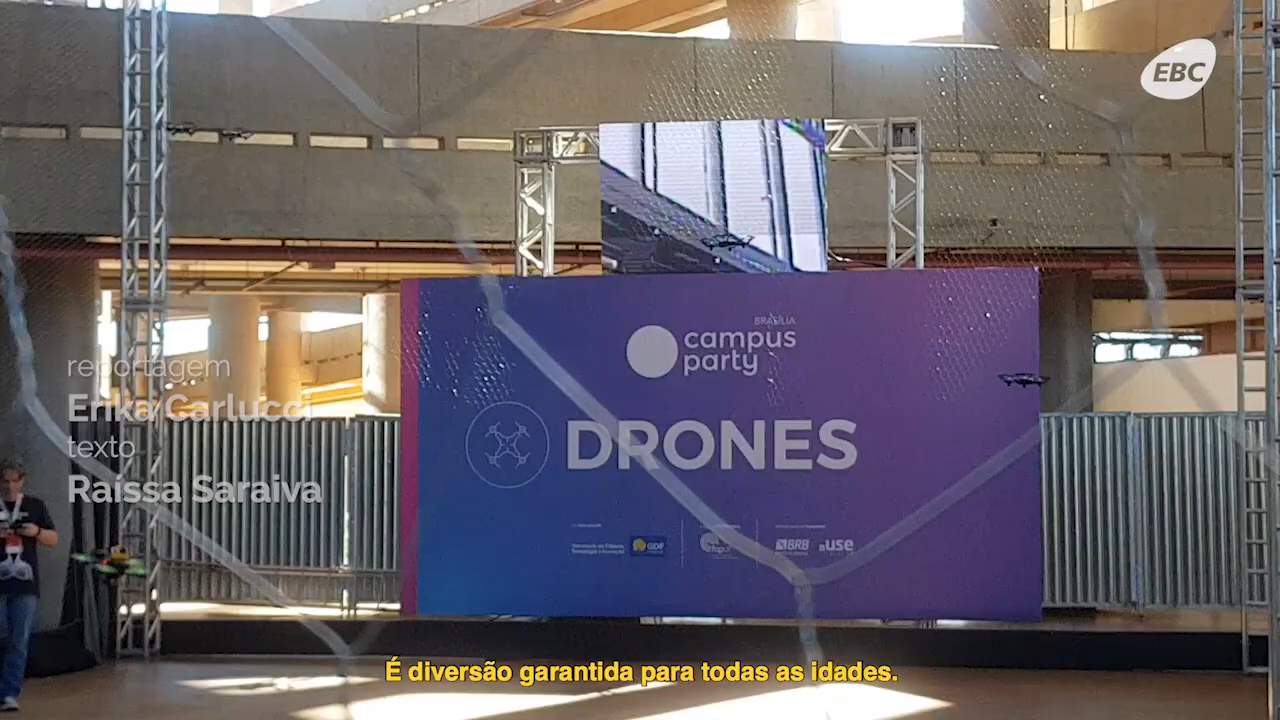 EBC
BRASÍLIA
campus
party
DRONES
reportagem
Erika Carlucci
texto
Raíssa Saraiva
GDF
BRB
É diversão garantida para todas as idades.